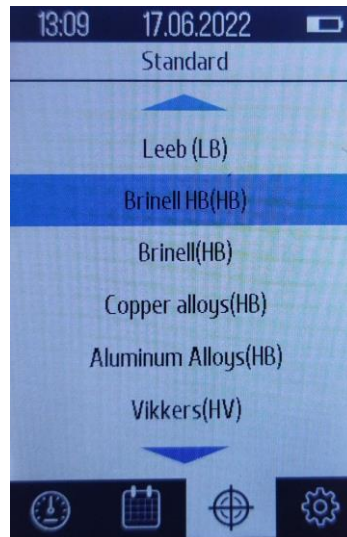 13:09 17.06.2022
Standard
Leeb (LB)
Brinell HB(HB)
Brinell(HB)
Copper alloys(HB)
Aluminum Alloys(HB)
Vikkers(HV)